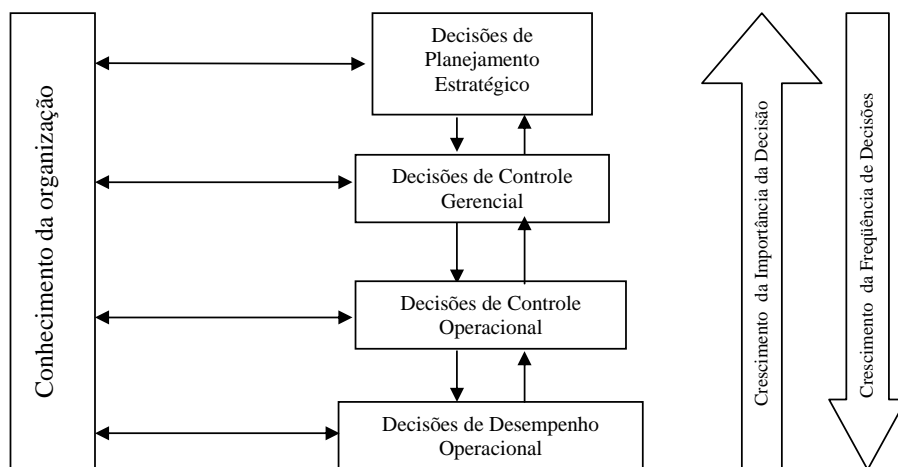 Conhecimento da organização
Decisões de
Planejamento
Estratégico
Decisões de Controle
Gerencial
Decisões de Controle
Operacional
Decisões de Desempenho
Operacional
Crescimento da Importância da Decisão
Crescimento da Freqüência de Decisões